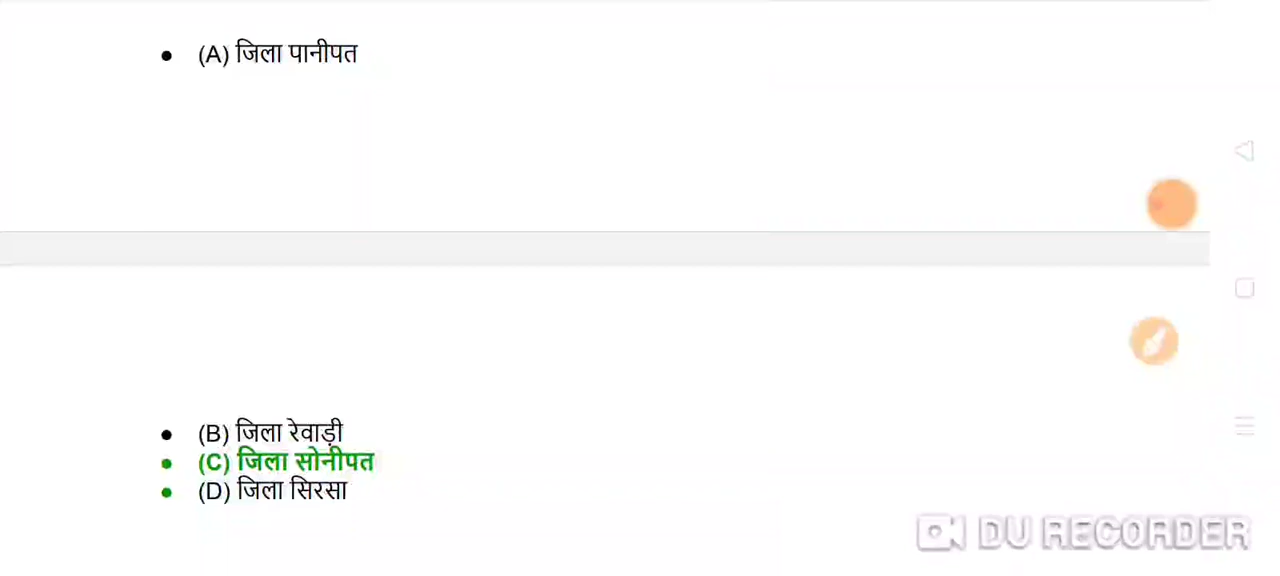 (A) जिला पानीपत
(B) जिला रेवाड़ी
(C) जिला सोनीपत
(D) जिला सिरसा
DU RECORDER